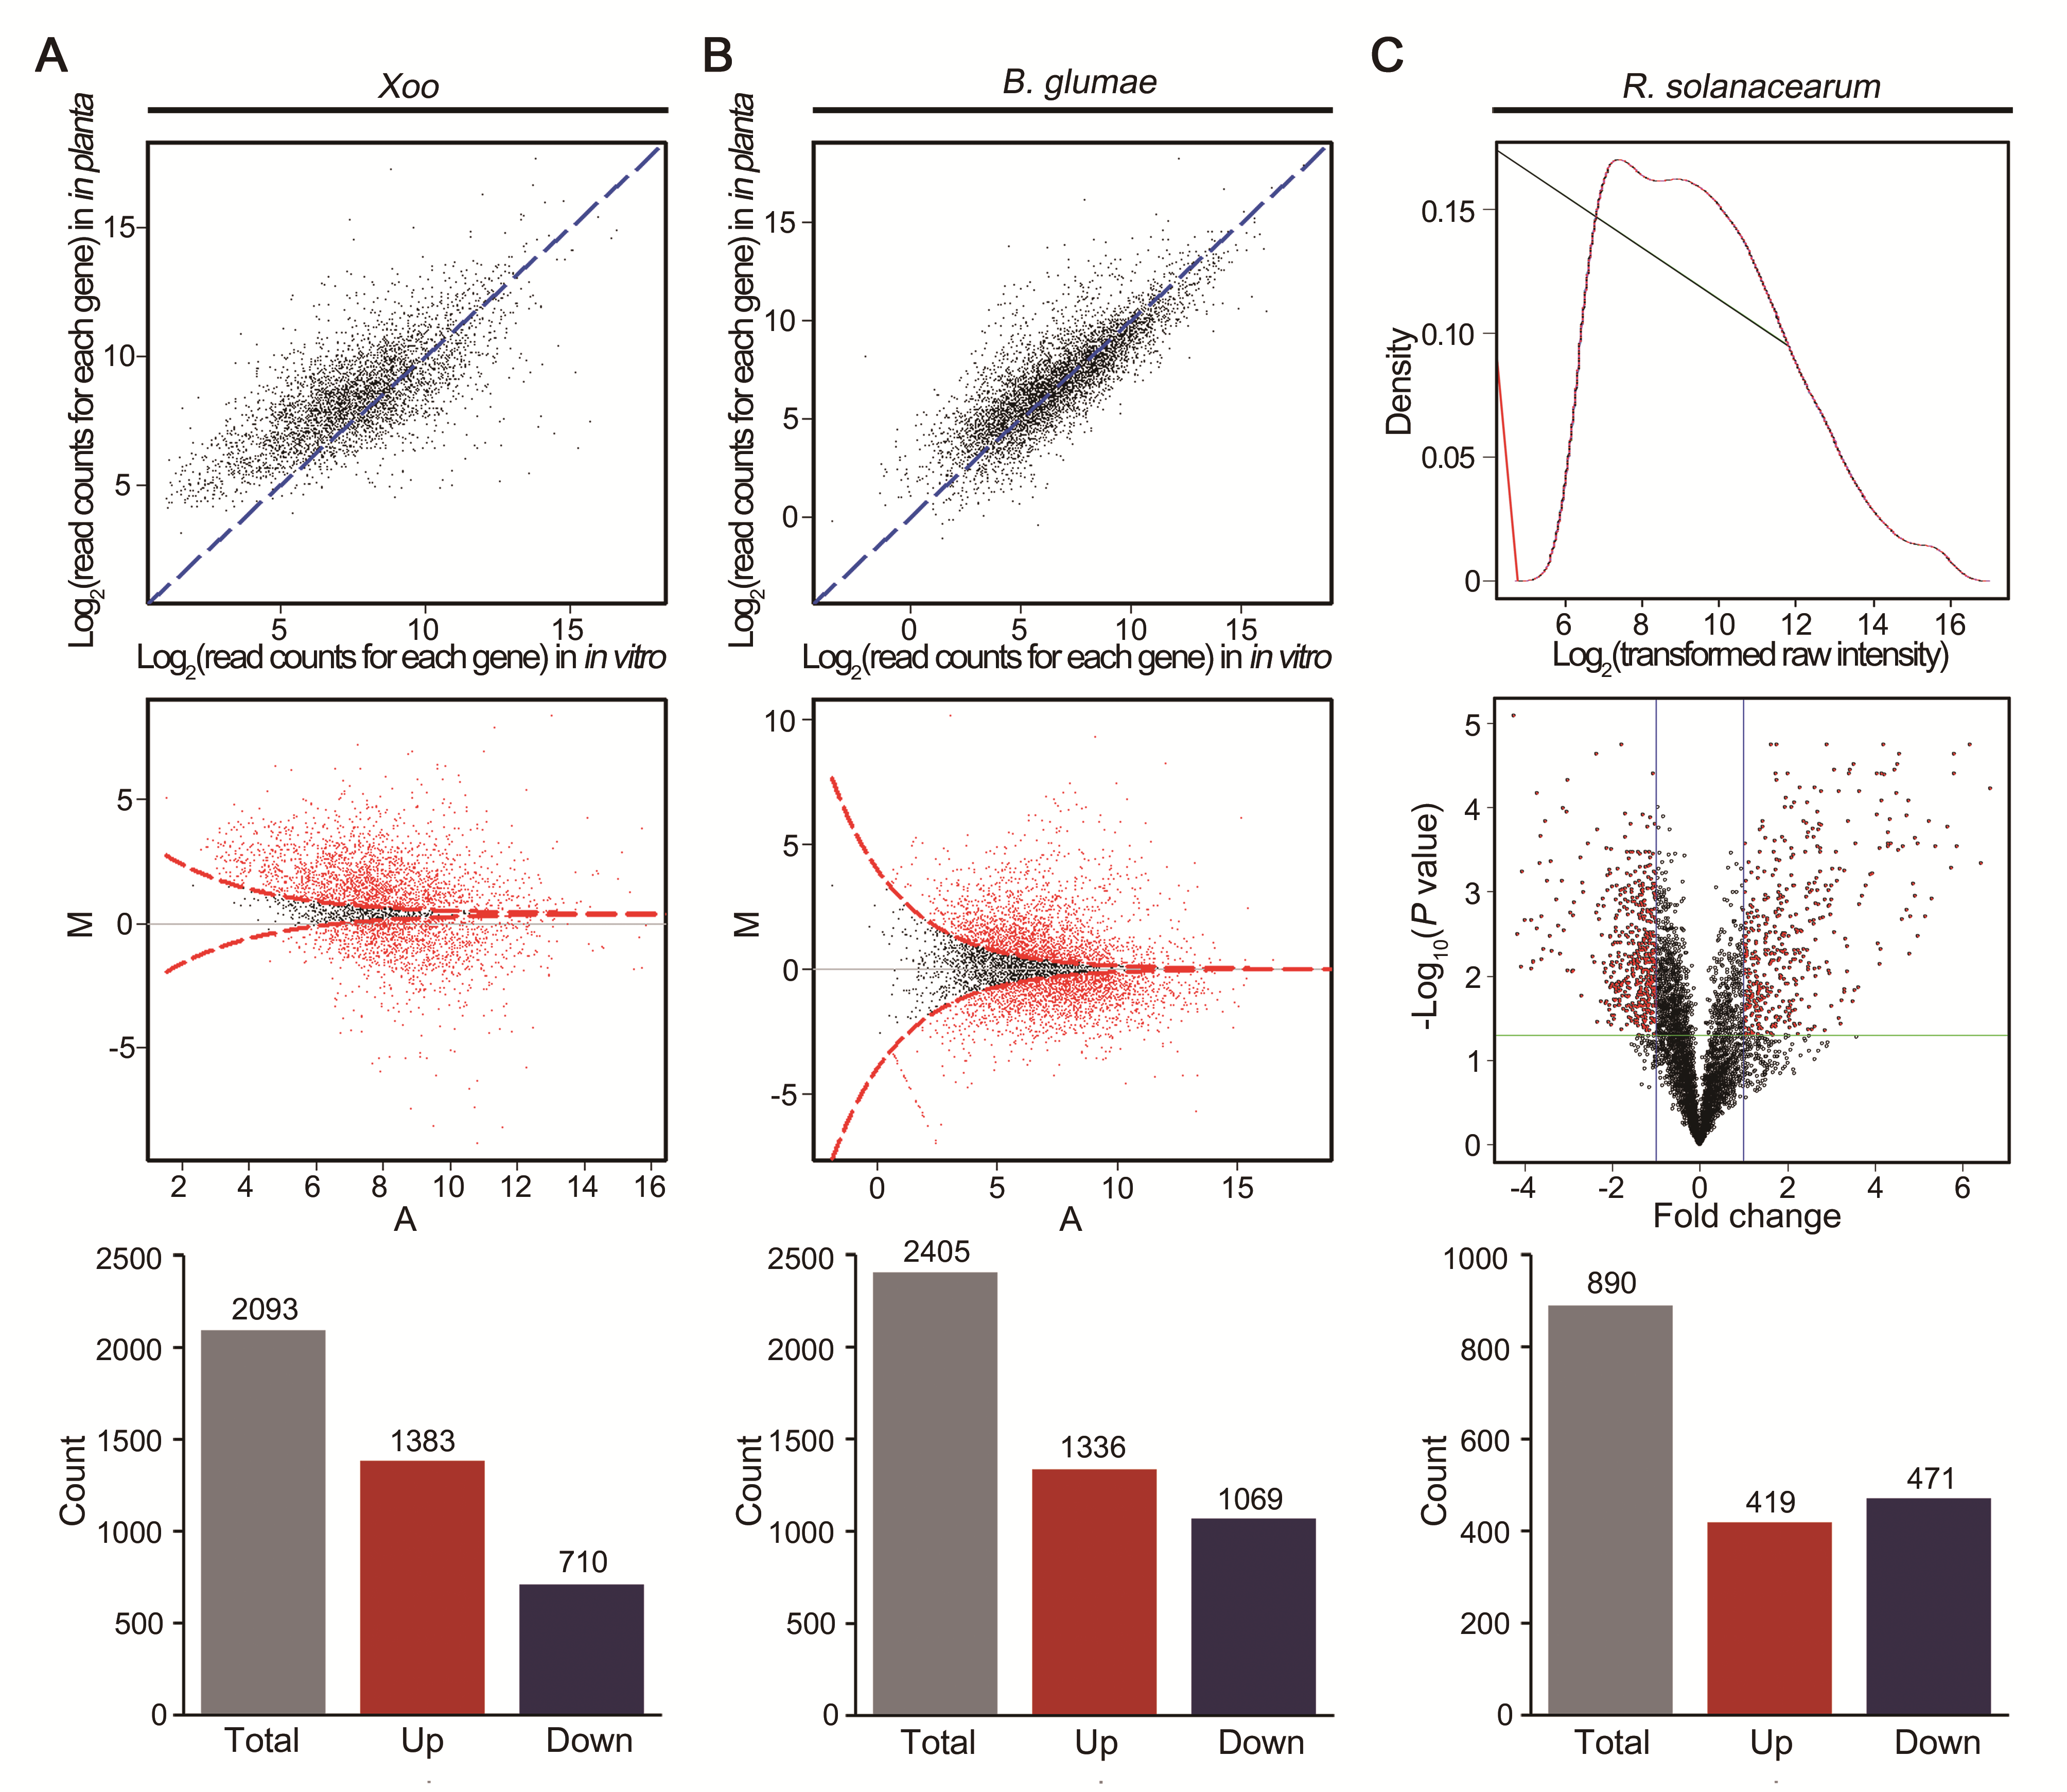 A
B
C
Xoo
B. glumae
R. solanacearum
Log2(read counts for each gene) in in planta
15
10
5
5
10
15
Log2(read counts for each gene) in in vitro
Log2(read counts for each gene) in in planta
15
10
5
0
0
5
10
15
Log2(read counts for each gene) in in vitro
Density
0.15
0.10
0.05
0
6
8
10
12
14
16
Log2(transformed raw intensity)
M
5
0
-5
2
4
6
8
10
12
14
16
A
M
10
5
0
-5
0
5
10
15
A
-Log10(P value)
5
4
3
2
1
0
-4
-2
0
2
4
6
Fold change
Count
2500
2000
1500
1000
500
0
2093
1383
710
Total
Up
Down
Count
2500
2000
1500
1000
500
0
2405
1336
1069
Total
Up
Down
Count
1000
800
600
400
200
0
890
419
471
Total
Up
Down